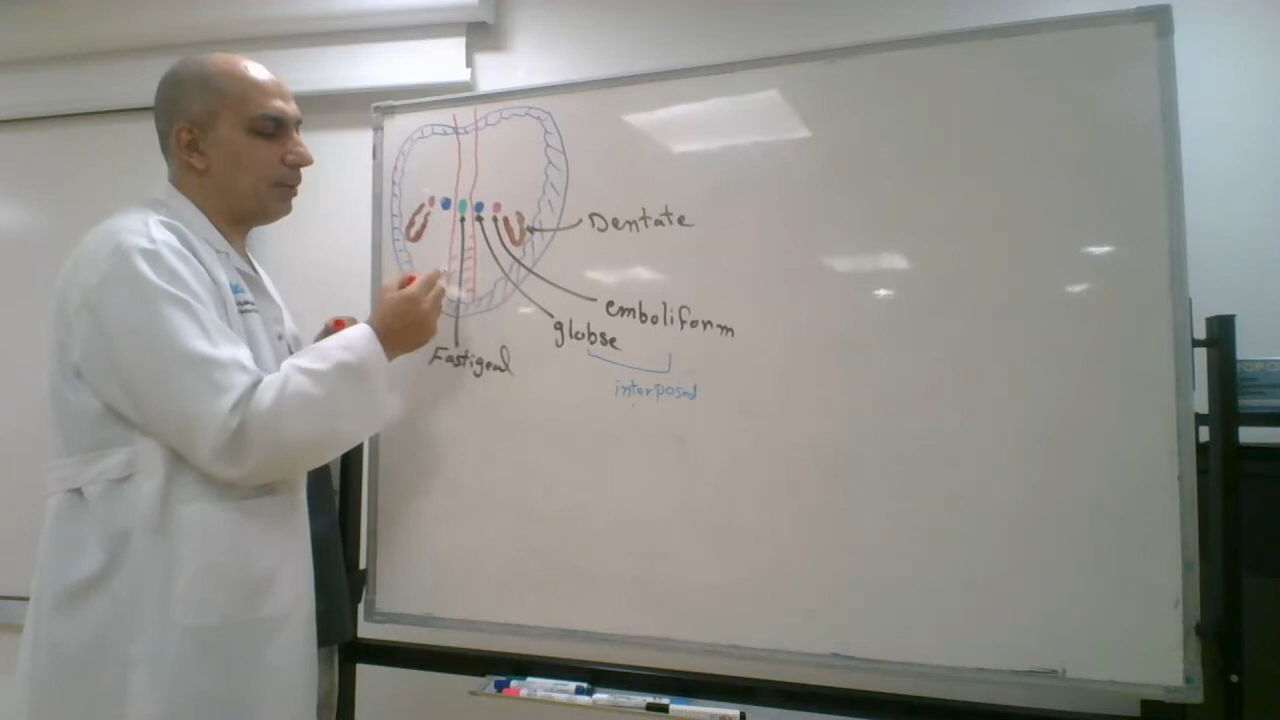 Dentate
emboliform
globse
Fastigeal
interposed